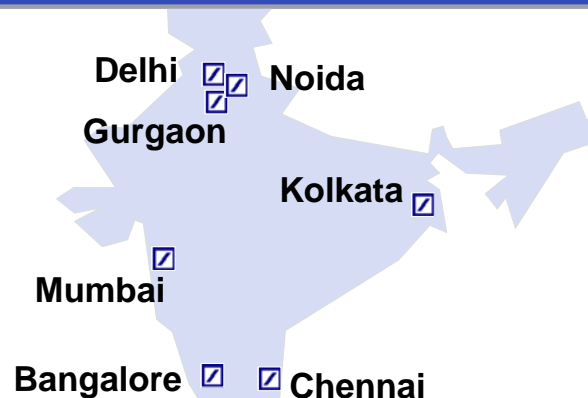 Delhi
Noida
Gurgaon
Kolkata
Mumbai
Bangalore
Chennai